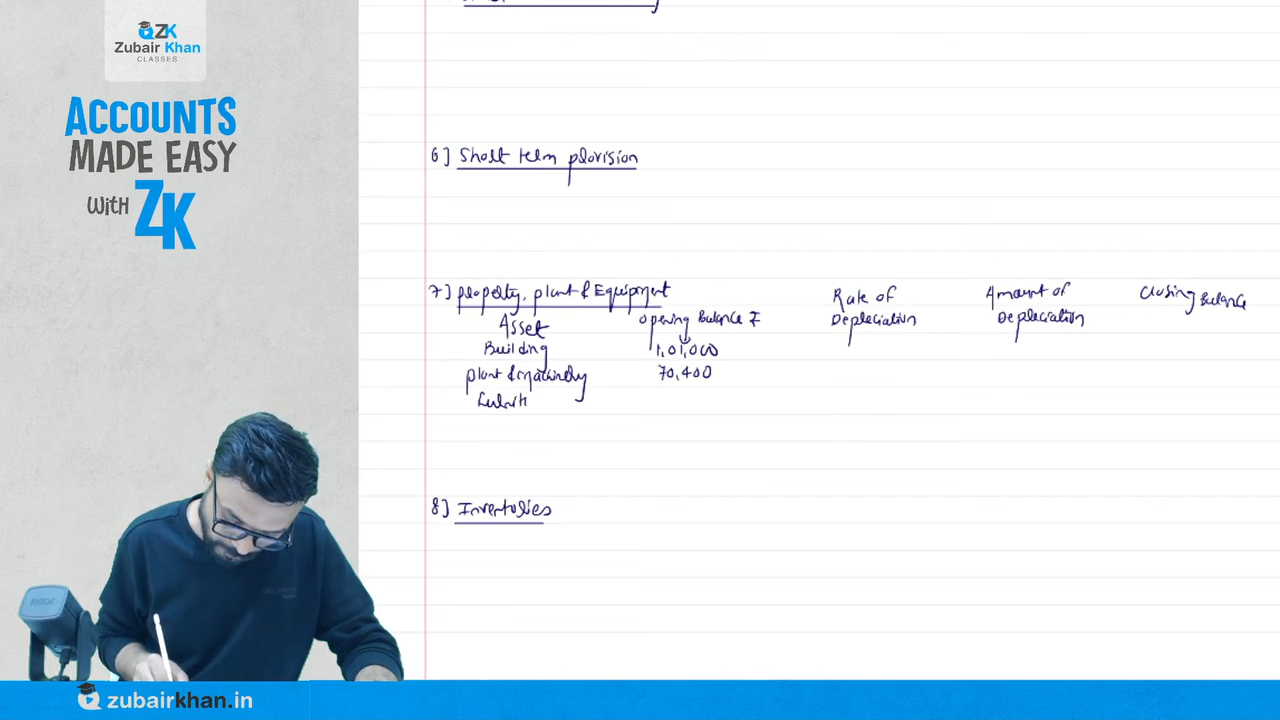 ZK
Zubair Khan
CLASSES
ACCOUNTS
MADE EASY
WITH ZK
6] Short term provision
7] Property, plant & Equipment
Asset
Opening Balance ₹
Rate of
Depreciation
Amount of
Depreciation
Closing Balance
Building
1,01,000
Plant & Machinery
70,400
8] Inventories
RØDE
zubairkhan.in